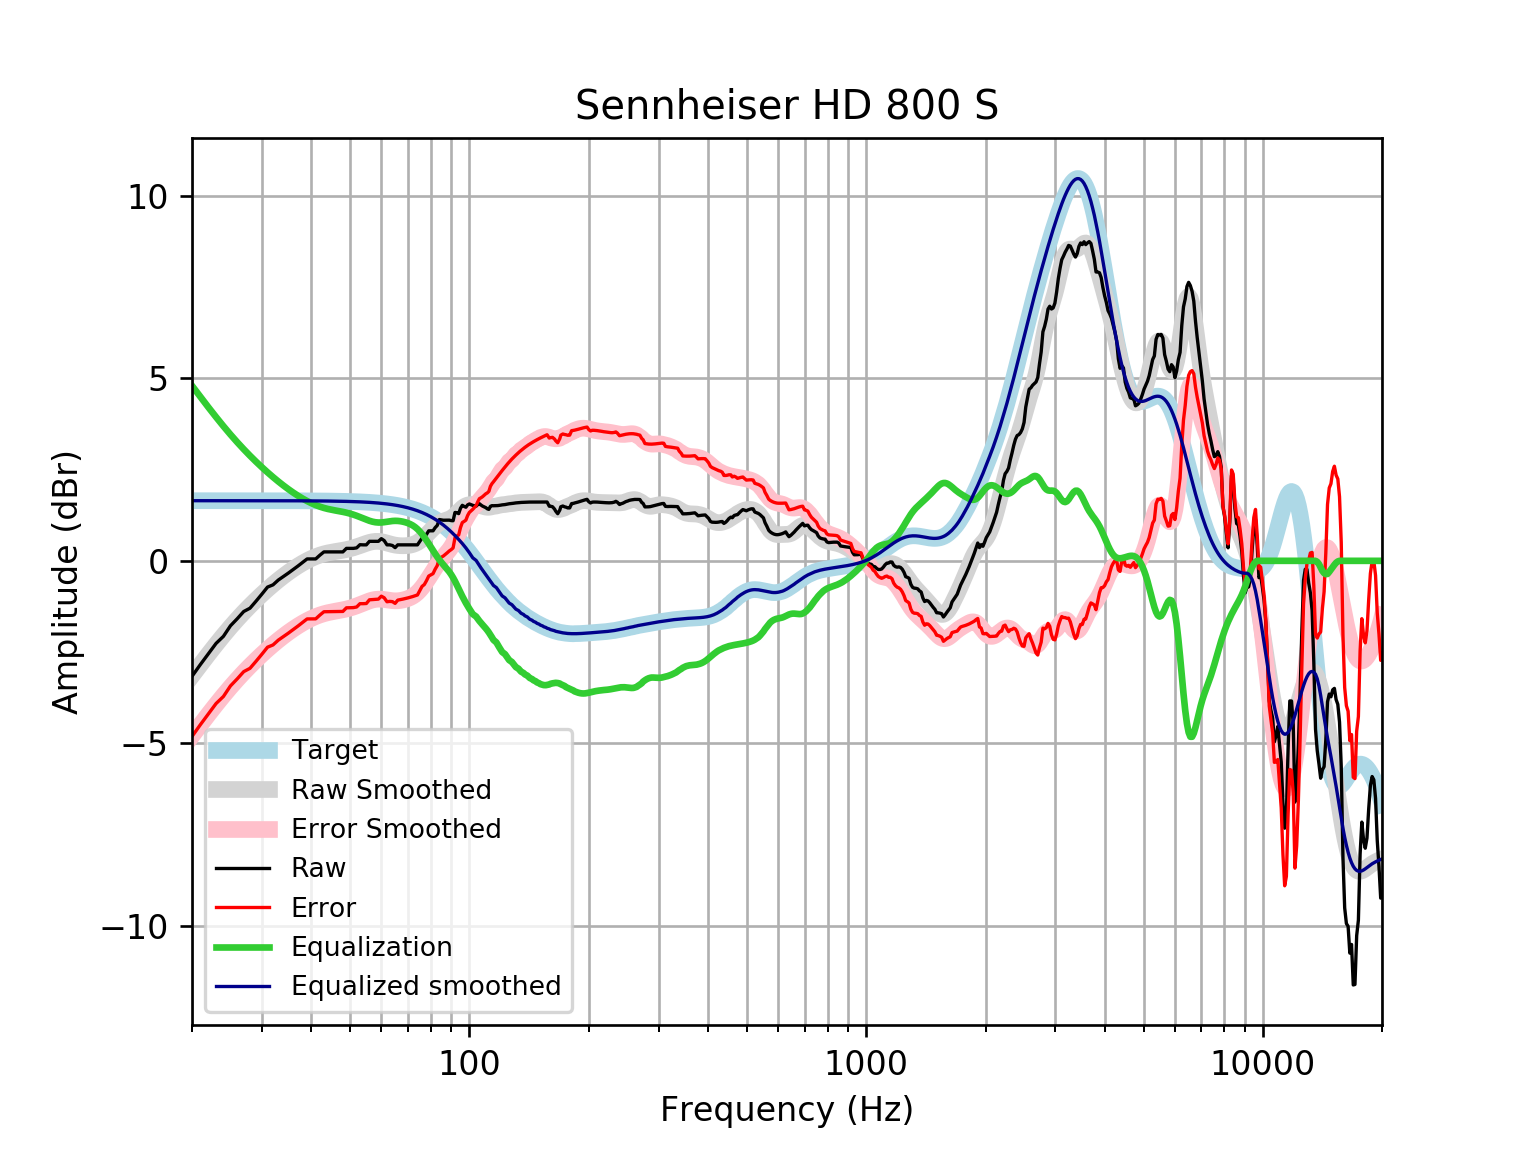 Sennheiser HD 800 S
Amplitude (dBr)
10
5
0
−5
−10
Target
Raw Smoothed
Error Smoothed
Raw
Error
Equalization
Equalized smoothed
100 1000 10000
Frequency (Hz)